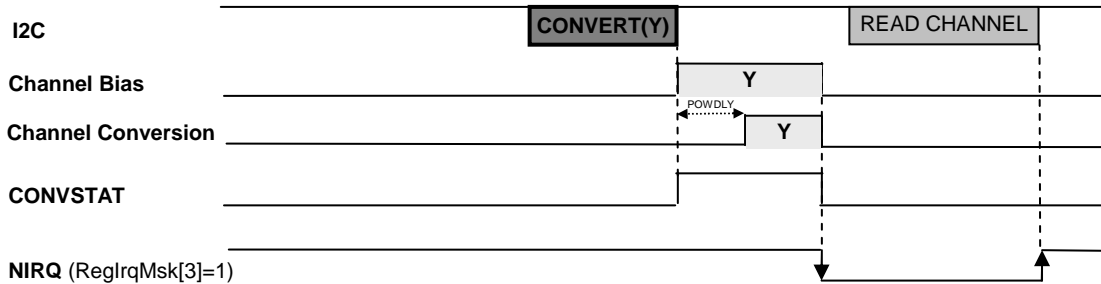 I2C CONVERT(Y) READ CHANNEL
Channel Bias Y
POWDLY
Channel Conversion Y
CONVSTAT
NIRQ (RegIrqMsk[3]=1)